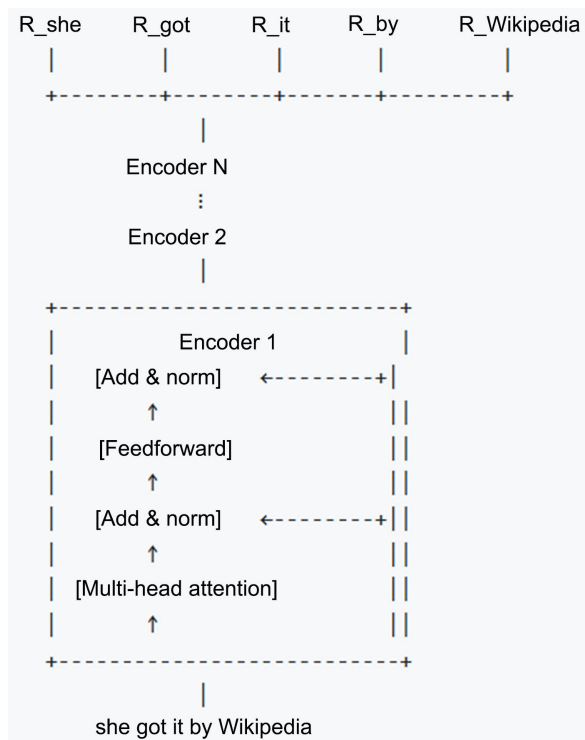 R_she R_got R_it R_by R_Wikipedia
Encoder N
Encoder 2
Encoder 1
[Add & norm]
[Feedforward]
[Add & norm]
[Multi-head attention]
she got it by Wikipedia